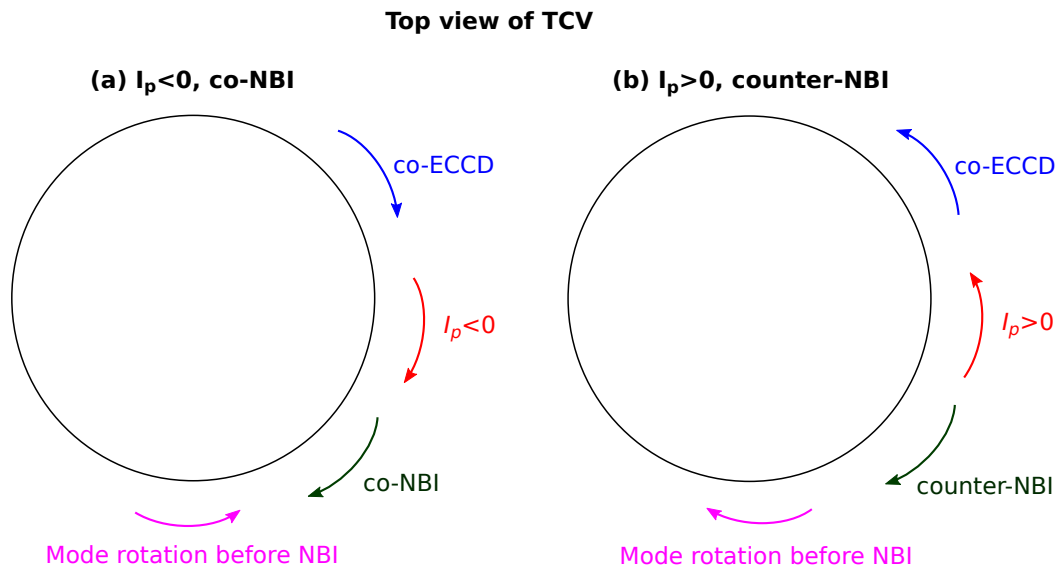 Top view of TCV
(a) Ip<0, co-NBI
(b) Ip>0, counter-NBI
co-ECCD
co-ECCD
Ip<0
Ip>0
co-NBI
counter-NBI
Mode rotation before NBI
Mode rotation before NBI